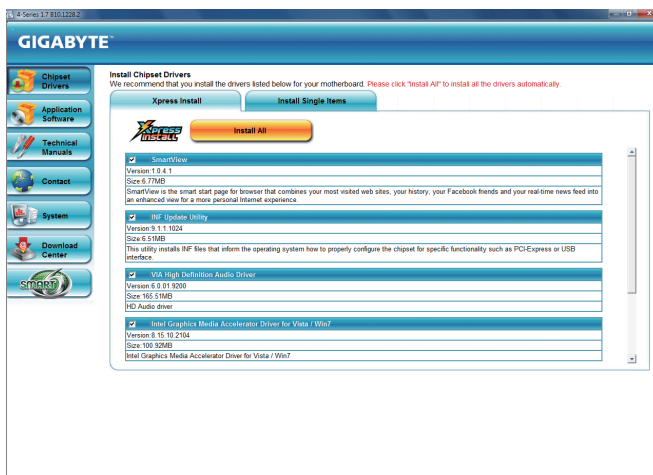 4-Series 1.7 B10.1228.2
GIGABYTE™
Chipset
Drivers
Application
Software
Technical
Manuals
Contact
System
Download
Center
SMART
Install Chipset Drivers
We recommend that you install the drivers listed below for your motherboard. Please click "Install All" to install all the drivers automatically.
Xpress Install
Install Single Items
Xpress
Install
Install All
SmartView
Version:1.0.4.1
Size:6.77MB
SmartView is the smart start page for browser that combines your most visited web sites, your history, your Facebook friends and your real-time news feed into
an enhanced view for a more personal Internet experience.
INF Update Utility
Version:9.1.1.1024
Size:6.51MB
This utility installs INF files that inform the operating system how to properly configure the chipset for specific functionality such as PCI-Express or USB
interface.
VIA High Definition Audio Driver
Version:6.0.01.9200
Size:165.51MB
HD Audio driver
Intel Graphics Media Accelerator Driver for Vista / Win7
Version:8.15.10.2104
Size:100.92MB
Intel Graphics Media Accelerator Driver for Vista / Win7